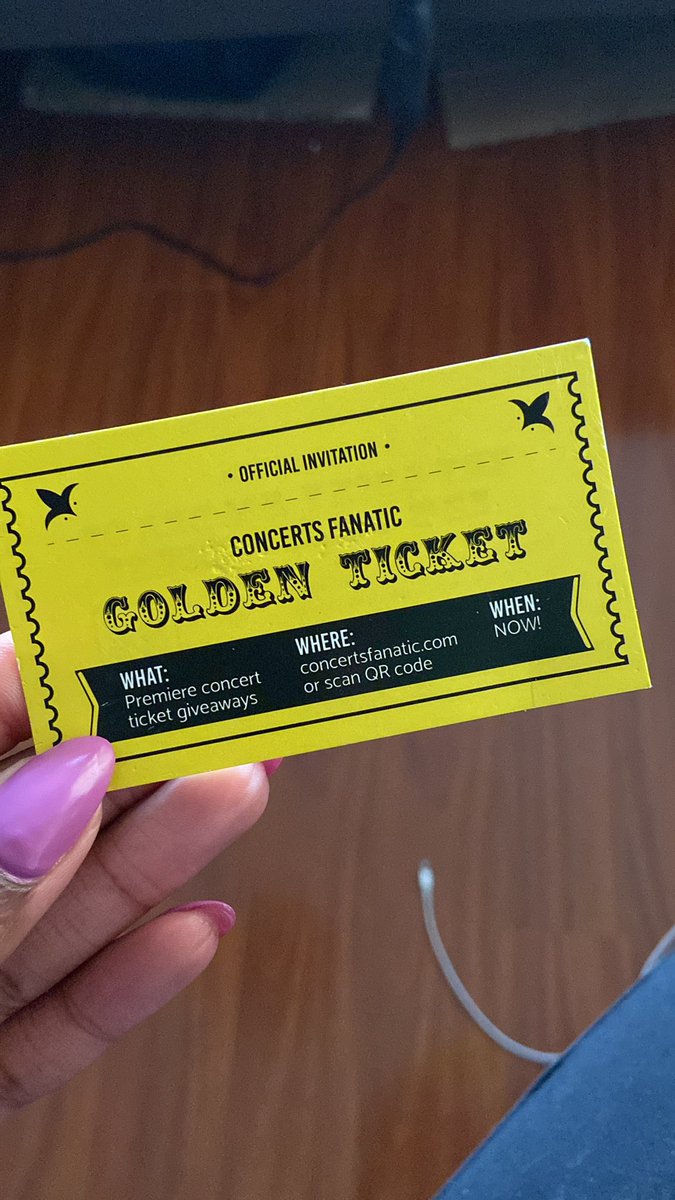 • OFFICIAL INVITATION •
CONCERTS FANATIC
GOLDEN TICKET
WHAT:
Premiere concert
ticket giveaways
WHERE:
concertsfanatic.com
or scan QR code
WHEN:
NOW!